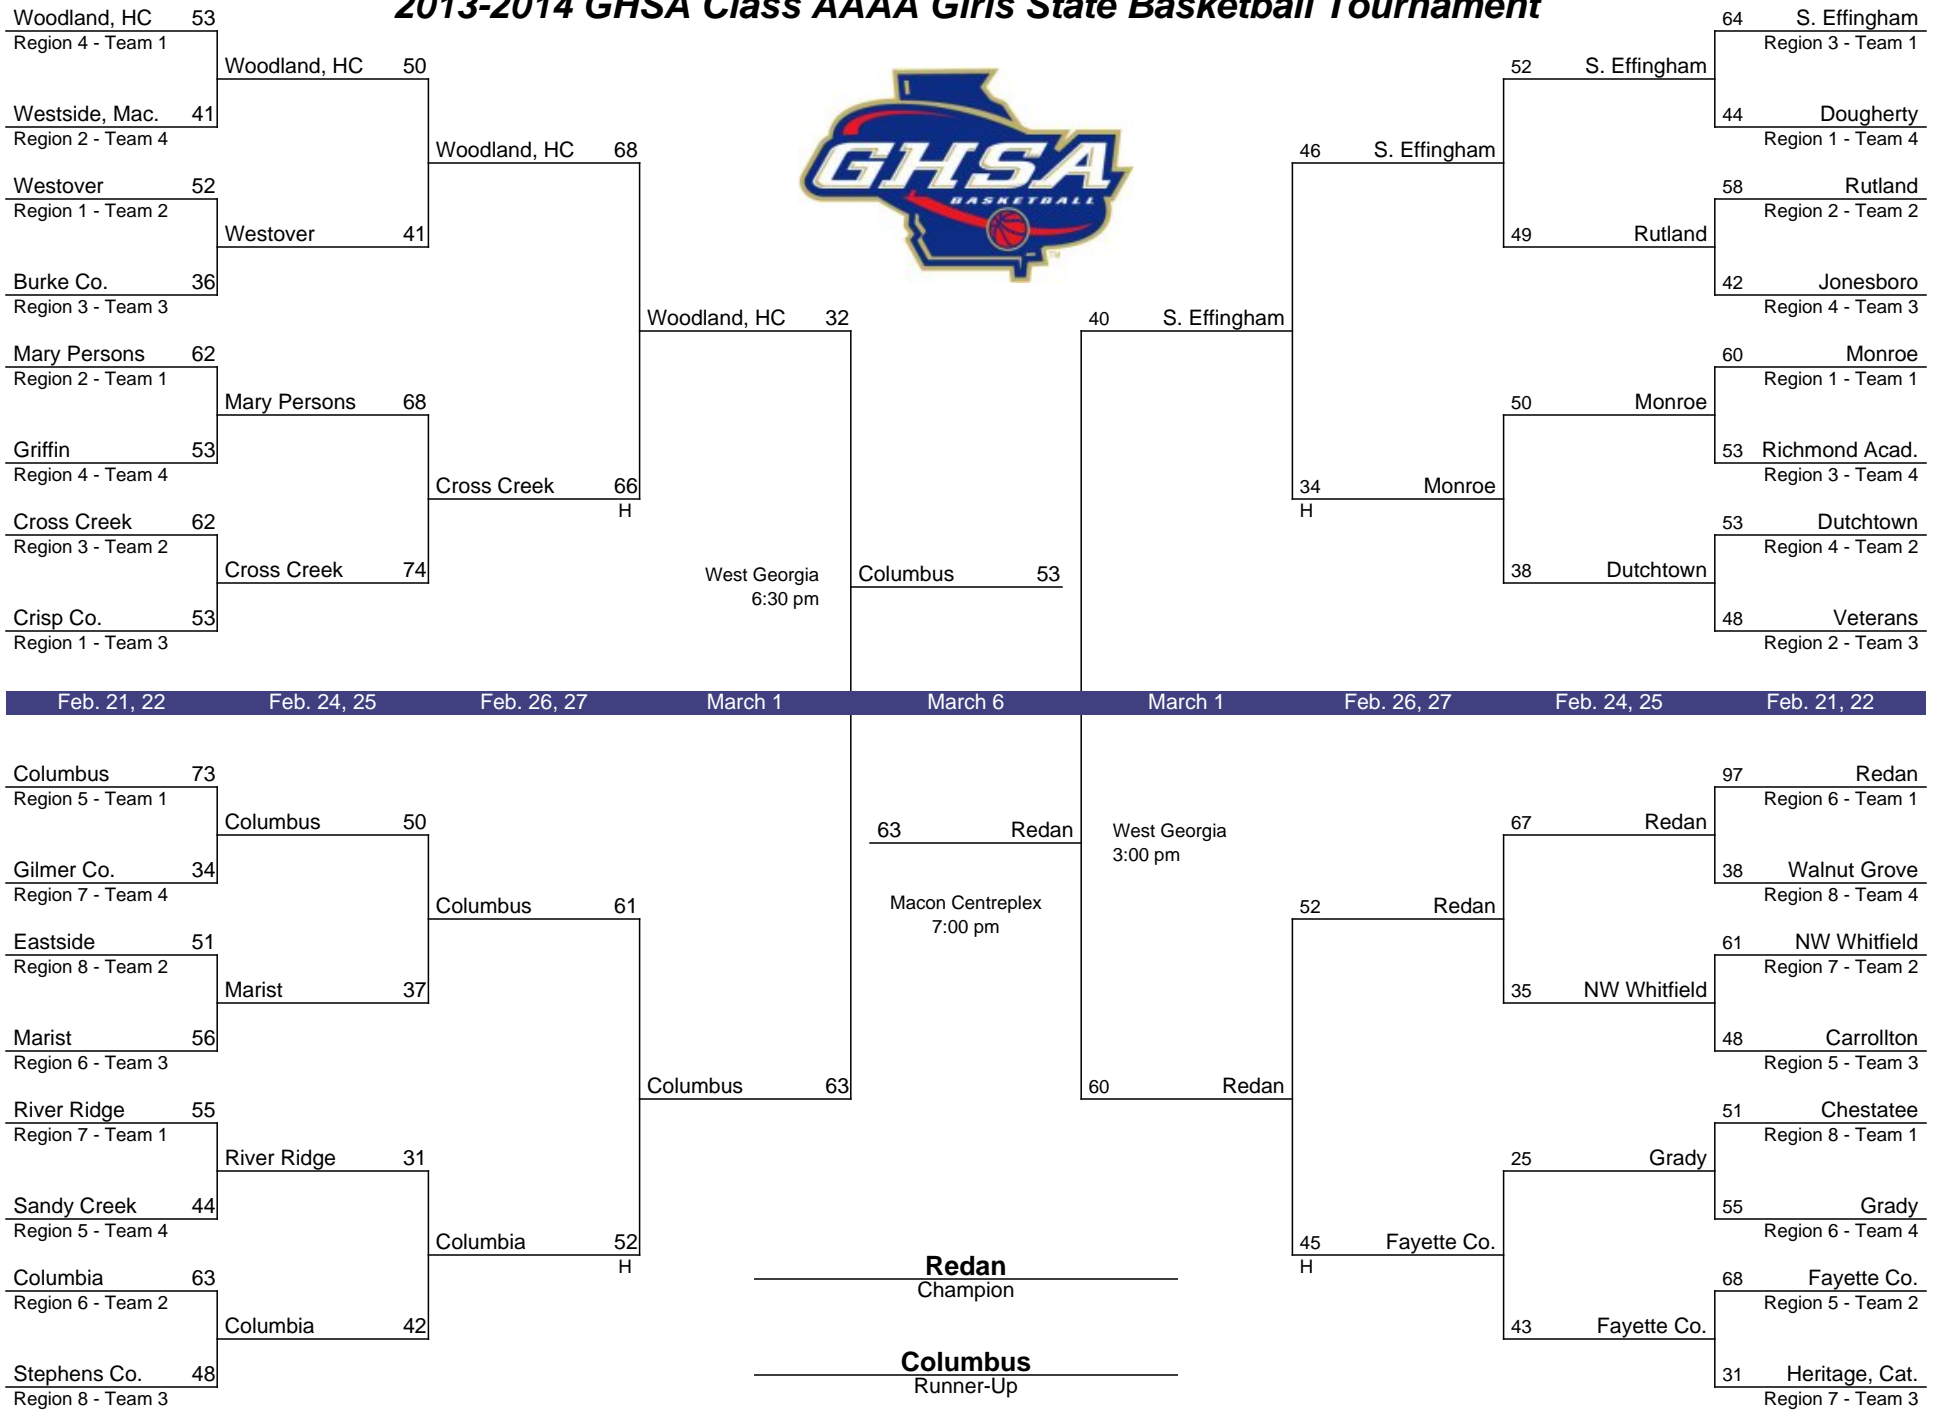 2013-2014 GHSA Class AAAA Girls State Basketball Tournament
Woodland, HC 53
Region 4 - Team 1
Westside, Mac. 41
Region 2 - Team 4
Westover 52
Region 1 - Team 2
Burke Co. 36
Region 3 - Team 3
Mary Persons 62
Region 2 - Team 1
Griffin 53
Region 4 - Team 4
Cross Creek 62
Region 3 - Team 2
Crisp Co. 53
Region 1 - Team 3
Woodland, HC 50
Westover 41
Mary Persons 68
Cross Creek 74
Woodland, HC 68
Cross Creek 66
H
Woodland, HC 32
West Georgia
6:30 pm
Columbus 53
GHSA
BASKETBALL
TM
40 S. Effingham
46 S. Effingham
34 Monroe
H
52 S. Effingham
49 Rutland
50 Monroe
38 Dutchtown
64 S. Effingham
Region 3 - Team 1
44 Dougherty
Region 1 - Team 4
58 Rutland
Region 2 - Team 2
42 Jonesboro
Region 4 - Team 3
60 Monroe
Region 1 - Team 1
53 Richmond Acad.
Region 3 - Team 4
53 Dutchtown
Region 4 - Team 2
48 Veterans
Region 2 - Team 3
Feb. 21, 22 Feb. 24, 25 Feb. 26, 27 March 1 March 6 March 1 Feb. 26, 27 Feb. 24, 25 Feb. 21, 22
Columbus 73
Region 5 - Team 1
Gilmer Co. 34
Region 7 - Team 4
Eastside 51
Region 8 - Team 2
Marist 56
Region 6 - Team 3
River Ridge 55
Region 7 - Team 1
Sandy Creek 44
Region 5 - Team 4
Columbia 63
Region 6 - Team 2
Stephens Co. 48
Region 8 - Team 3
Columbus 50
Marist 37
River Ridge 31
Columbia 42
Columbus 61
Columbia 52
H
Columbus 63
63 Redan
Macon Centreplex
7:00 pm
West Georgia
3:00 pm
60 Redan
52 Redan
45 Fayette Co.
H
67 Redan
35 NW Whitfield
25 Grady
43 Fayette Co.
97 Redan
Region 6 - Team 1
38 Walnut Grove
Region 8 - Team 4
61 NW Whitfield
Region 7 - Team 2
48 Carrollton
Region 5 - Team 3
51 Chestatee
Region 8 - Team 1
55 Grady
Region 6 - Team 4
68 Fayette Co.
Region 5 - Team 2
31 Heritage, Cat.
Region 7 - Team 3
Redan
Champion
Columbus
Runner-Up